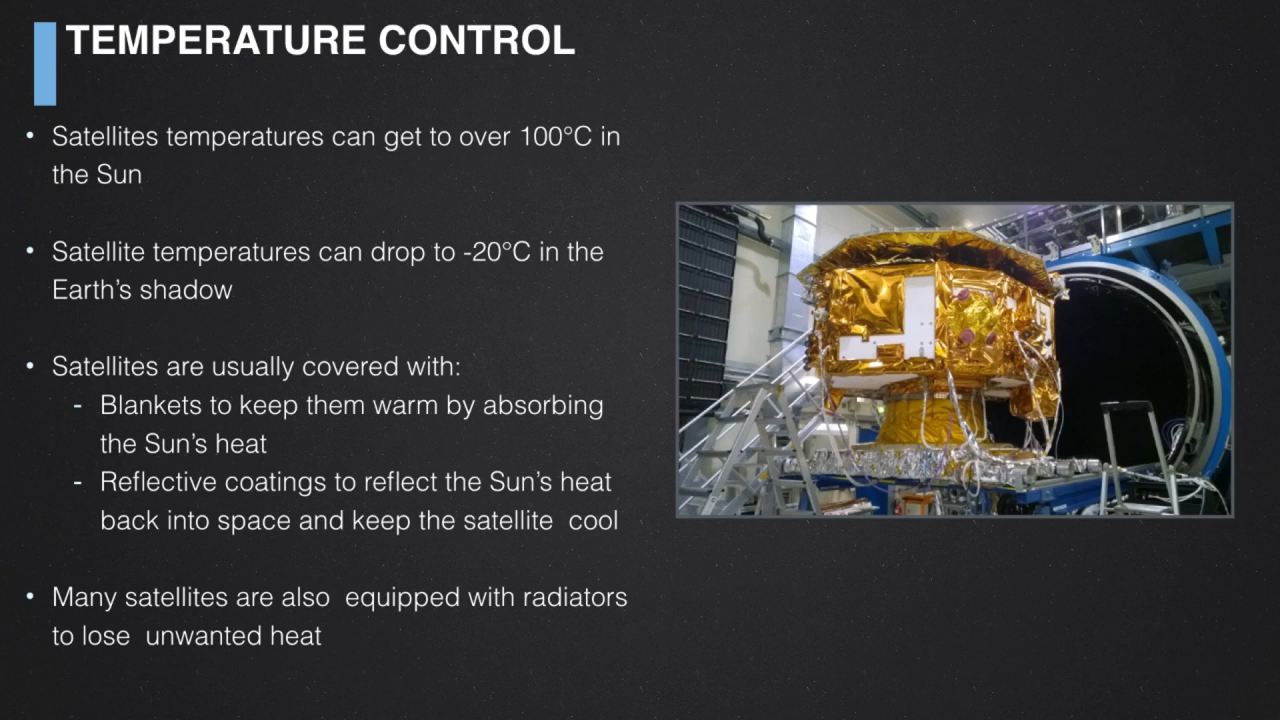 TEMPERATURE CONTROL
• Satellites temperatures can get to over 100°C in
the Sun
• Satellite temperatures can drop to -20°C in the
Earth’s shadow
• Satellites are usually covered with:
- Blankets to keep them warm by absorbing
the Sun’s heat
- Reflective coatings to reflect the Sun’s heat
back into space and keep the satellite  cool
• Many satellites are also  equipped with radiators
to lose  unwanted heat